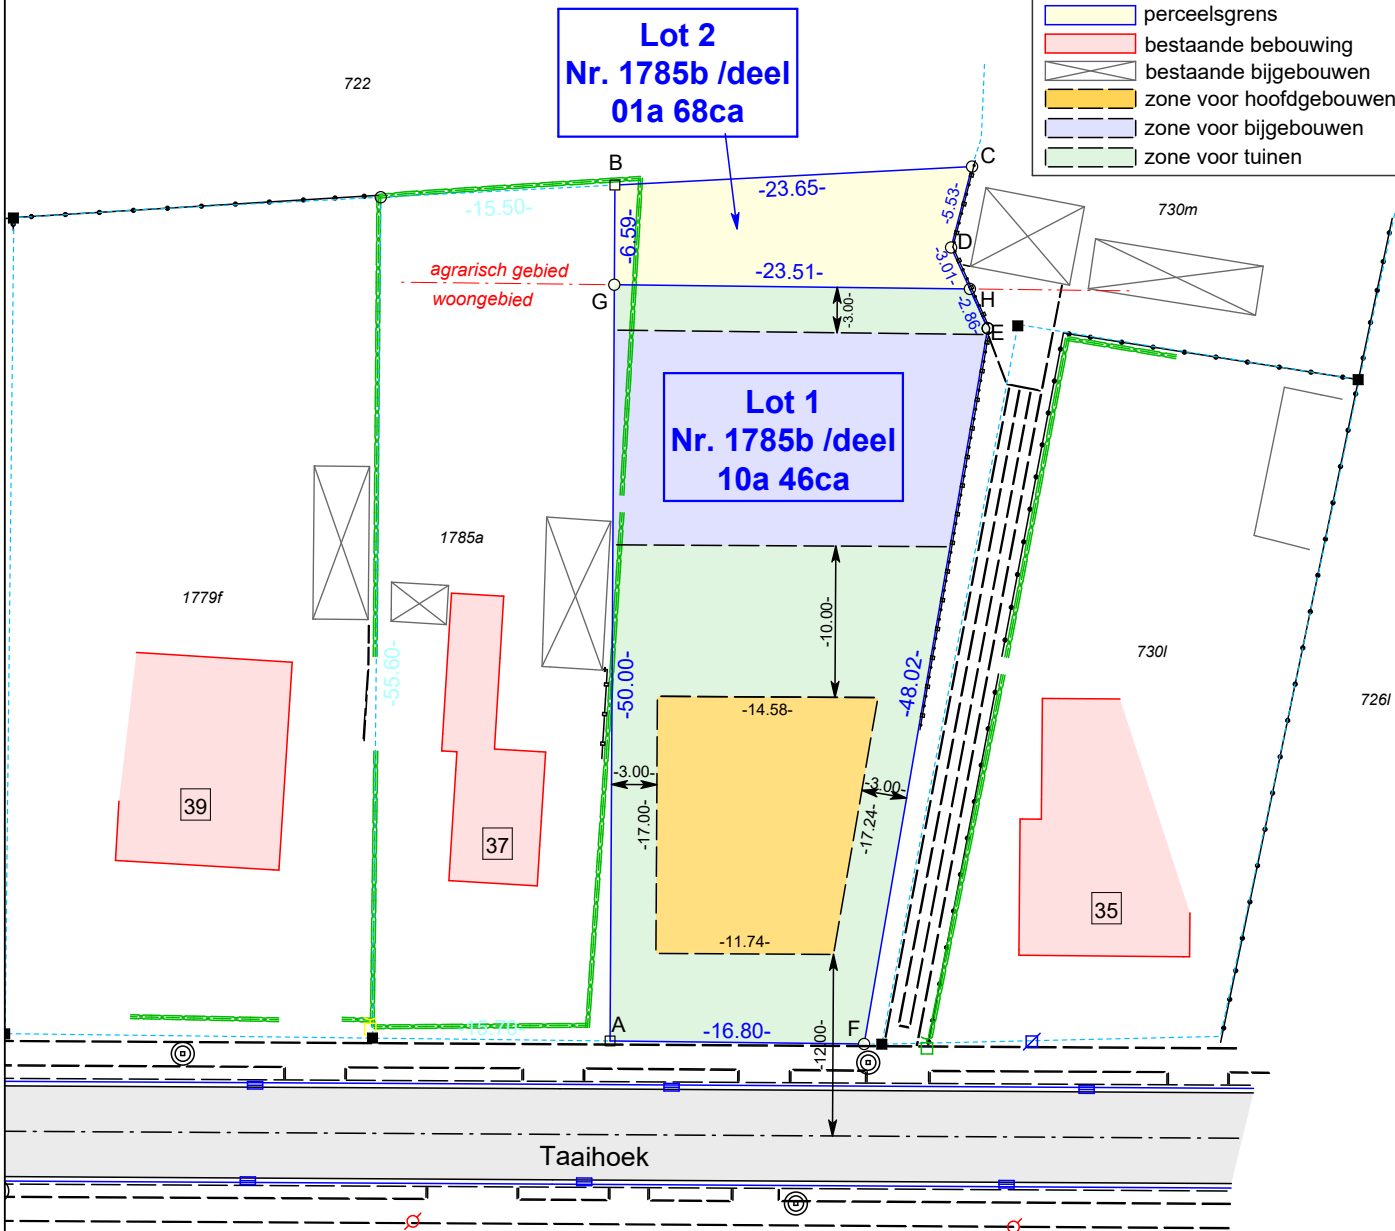 perceelsgrens
bestaande bebouwing
bestaande bijgebouwen
zone voor hoofdgebouwen
zone voor bijgebouwen
zone voor tuinen
Lot 2
Nr. 1785b /deel
01a 68ca
722
B
C
-23.65-
-15.50-
-6.59-
-5.53-
730m
D
-3.01-
agrarisch gebied
woongebied
-23.51-
G
H
-3.00-
-2.86-
E
Lot 1
Nr. 1785b /deel
10a 46ca
1785a
1779f
-10.00-
730l
-55.60-
-50.00-
-48.02-
726l
-14.58-
-3.00-
-3.00-
39
-17.00-
-17.24-
37
35
-11.74-
A
-15.70-
-16.80-
F
-12.00-
Taaihoek